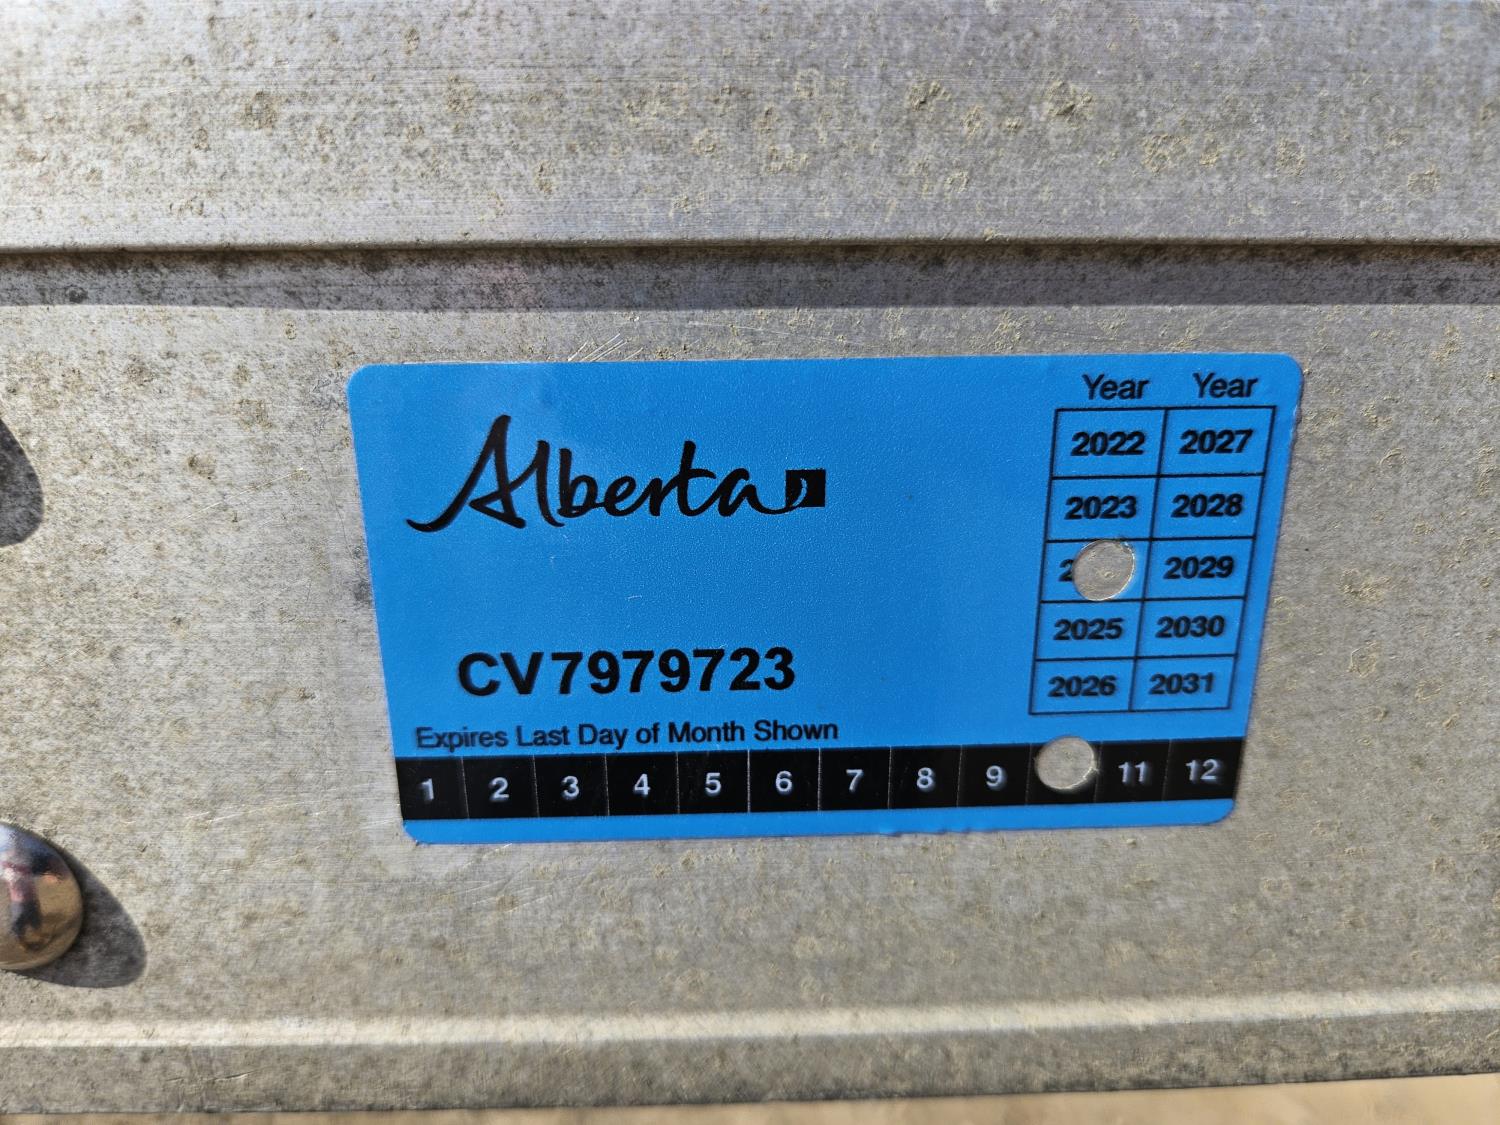 Alberta
Year Year
2022 2027
2023 2028
2029
2025 2030
2026 2031
CV7979723
Expires Last Day of Month Shown
1 2 3 4 5 6 7 8 9 11 12